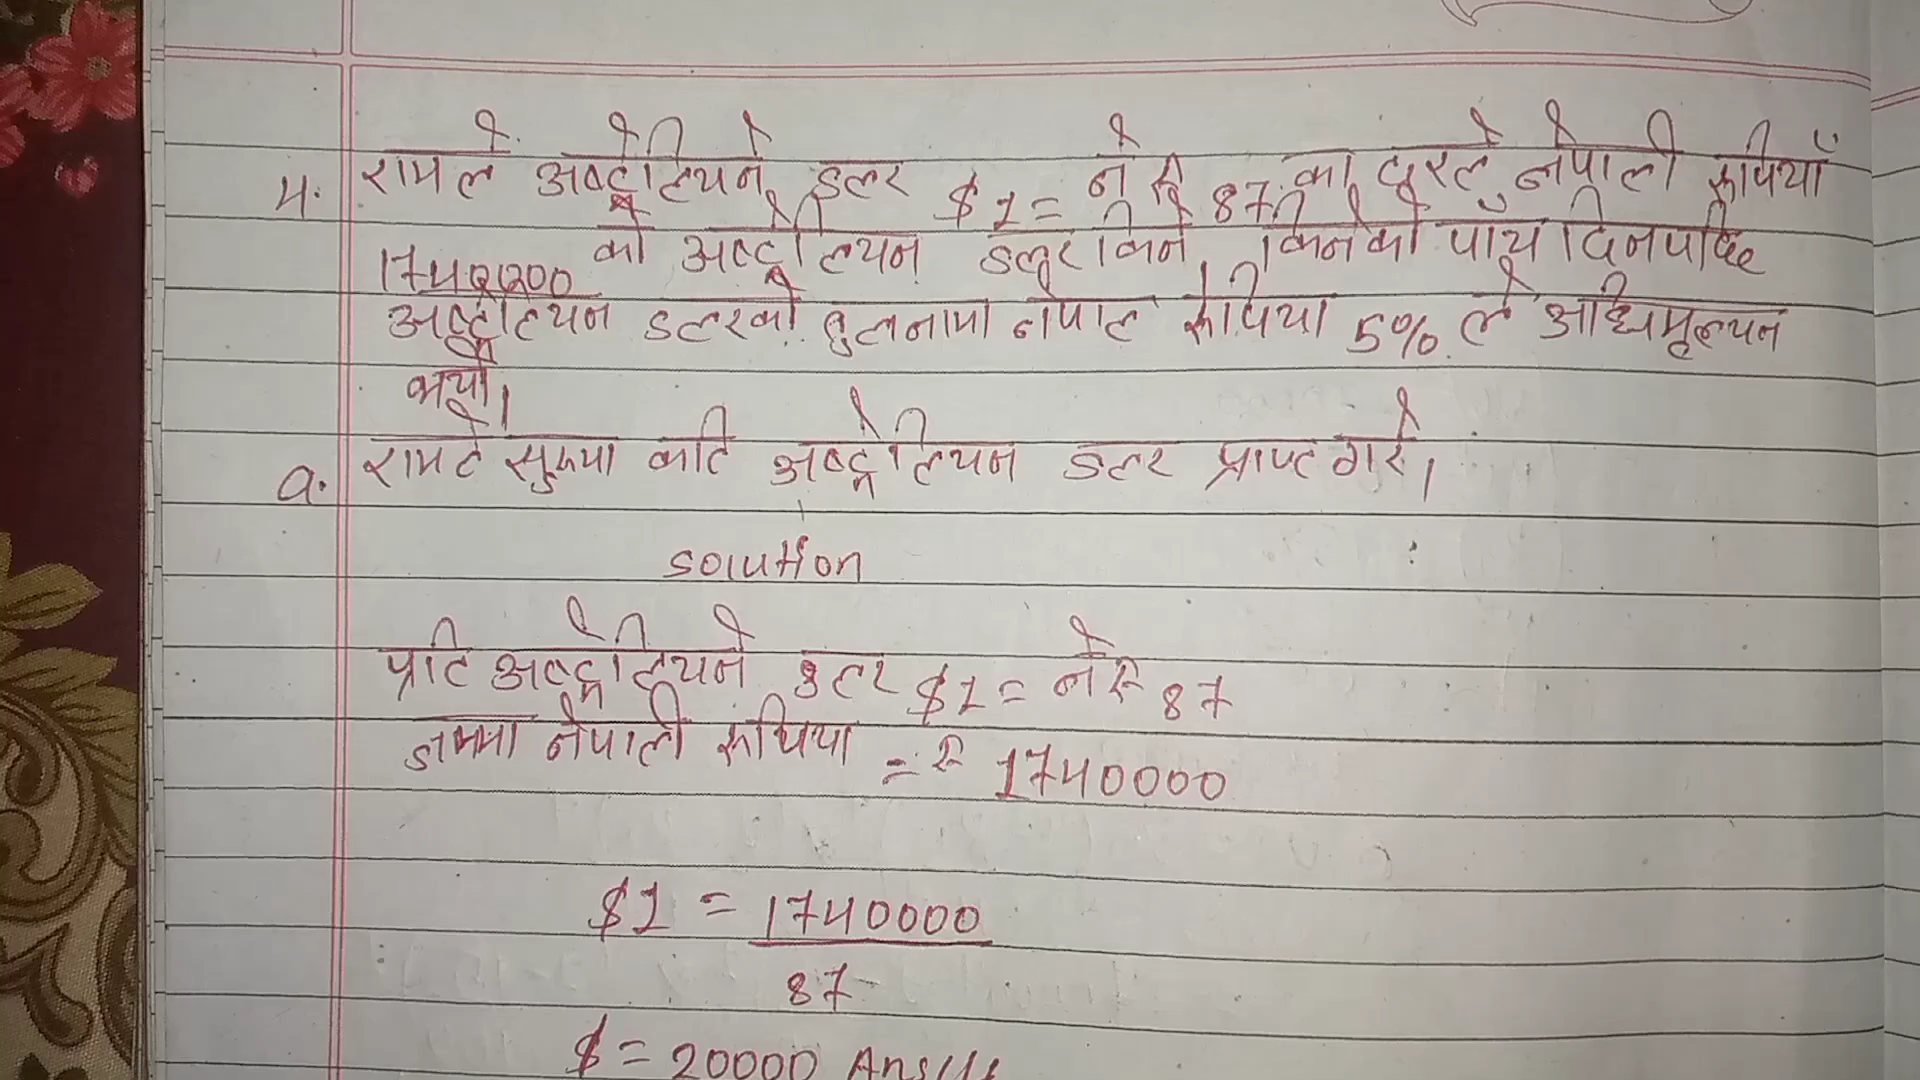 4. रामले अष्ट्रेलियन डलर $1 = ने रु 87 का दरले नेपाली रूपियाँ
1740000 को अष्ट्रेलियन डलर किने । किनेको पाच दिनपछि
अष्ट्रेलियन डलरको तुलनामा नेपाल रूपिया 5% ले अधिमूल्यन
भयो।
a. रामले सुरुमा कति अष्ट्रेलियन डलर प्राप्त गरे।
solution
प्रति अष्ट्रेलियन डलर $1 = ने रु 87
जम्मा नेपाली रूपिया = रु 1740000
$1 = 1740000
87
$ = 20000 Ans